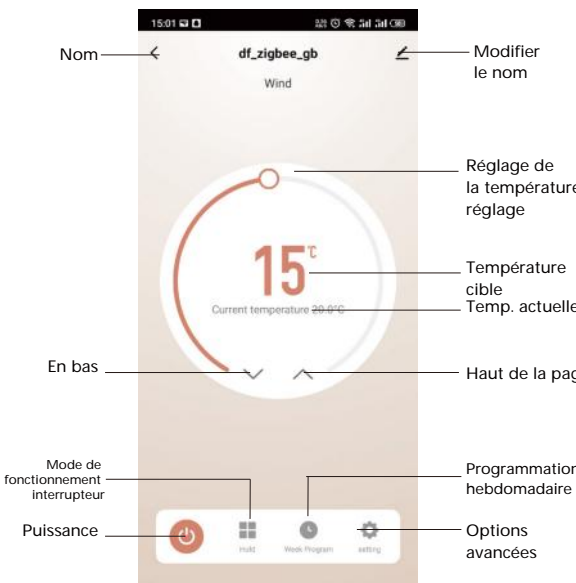 15:01
Nom
df_zigbee_gb
Modifier
le nom
Wind
Réglage de
la température
réglage
15°C
Température
cible
Current temperature 20.0°C
Temp. actuelle
En bas
Haut de la pag
Mode de
fonctionnement
interrupteur
Programmation
hebdomadaire
Puissance
Hold
Week Program
setting
Options
avancées